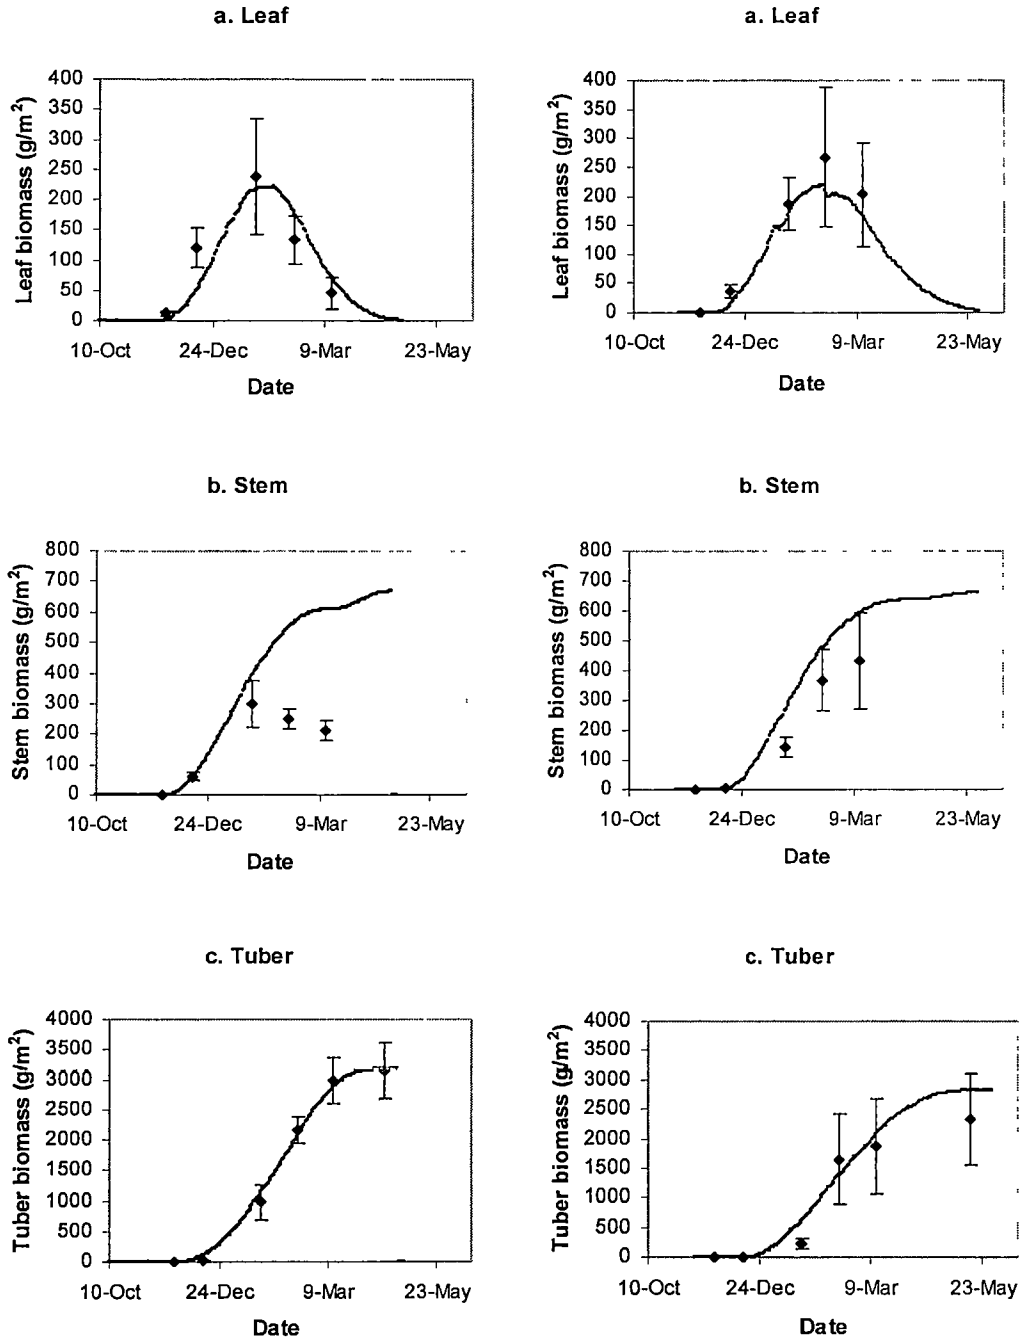 a. Leaf
Leaf biomass (g/m²)
400
350
300
250
200
150
100
50
0
10-Oct 24-Dec 9-Mar 23-May
Date
a. Leaf
Leaf biomass (g/m²)
400
350
300
250
200
150
100
50
0
10-Oct 24-Dec 9-Mar 23-May
Date
b. Stem
Stem biomass (g/m²)
800
700
600
500
400
300
200
100
0
10-Oct 24-Dec 9-Mar 23-May
Date
b. Stem
Stem biomass (g/m²)
800
700
600
500
400
300
200
100
0
10-Oct 24-Dec 9-Mar 23-May
Date
c. Tuber
Tuber biomass (g/m²)
4000
3500
3000
2500
2000
1500
1000
500
0
10-Oct 24-Dec 9-Mar 23-May
Date
c. Tuber
Tuber biomass (g/m²)
4000
3500
3000
2500
2000
1500
1000
500
0
10-Oct 24-Dec 9-Mar 23-May
Date